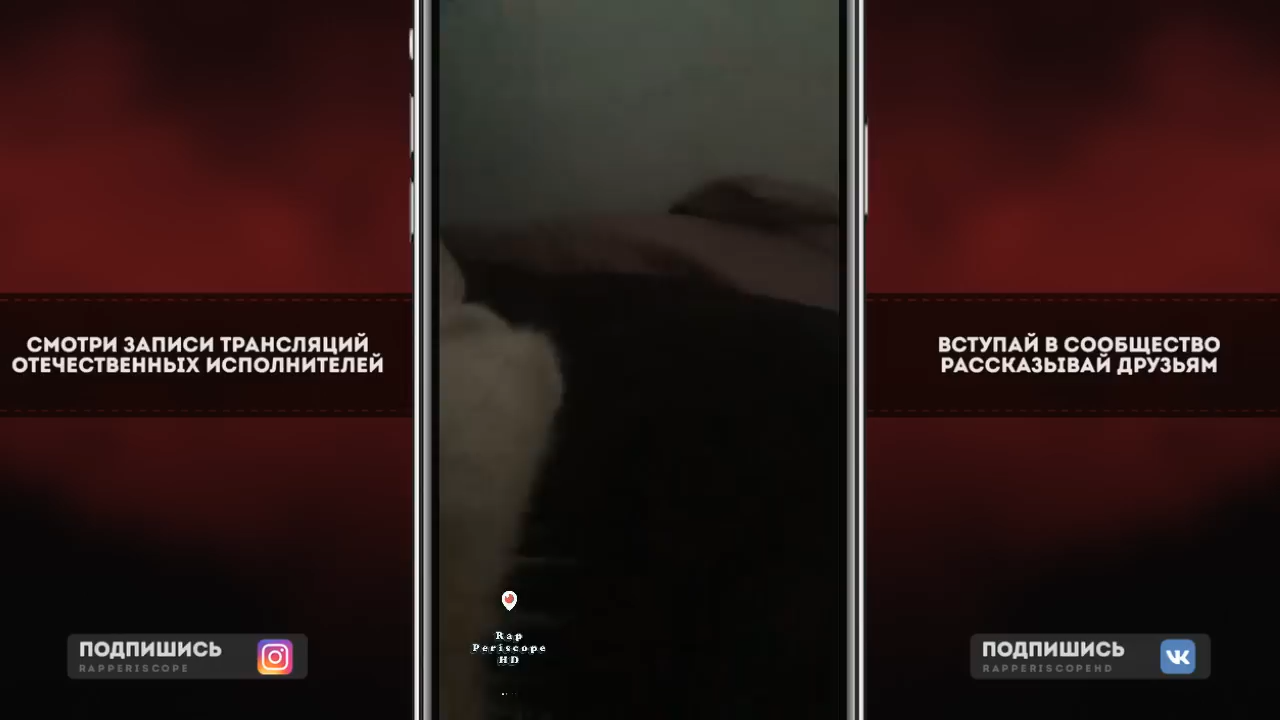 СМОТРИ ЗАПИСИ ТРАНСЛЯЦИЙ
ОТЕЧЕСТВЕННЫХ ИСПОЛНИТЕЛЕЙ
ВСТУПАЙ В СООБЩЕСТВО
РАССКАЗЫВАЙ ДРУЗЬЯМ
Rap
Periscope
HD
ПОДПИШИСЬ
RAPPERISCOPE
ПОДПИШИСЬ
RAPPERISCOPEHD